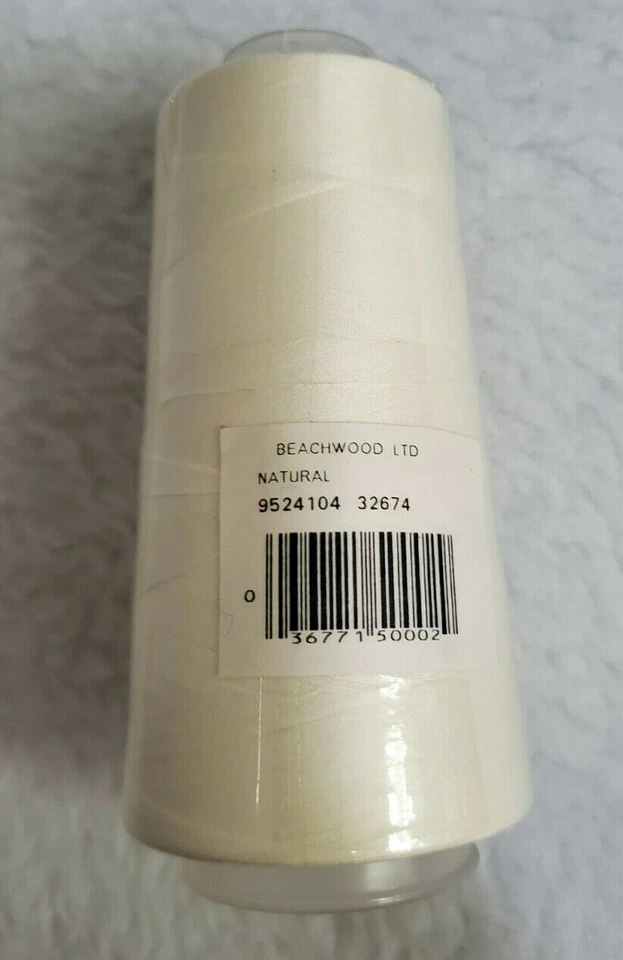 BEACHWOOD LTD
NATURAL
9524104 32674
0 36771 50002